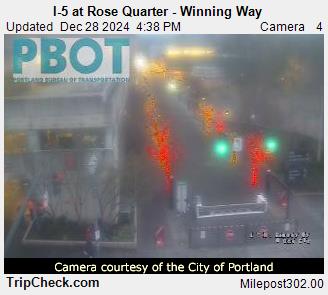 I-5 at Rose Quarter - Winning Way
Updated Dec 28 2024 4:38 PM Camera 4
PBOT
PORTLAND BUREAU OF TRANSPORTATION
Camera courtesy of the City of Portland
TripCheck.com Milepost302.00